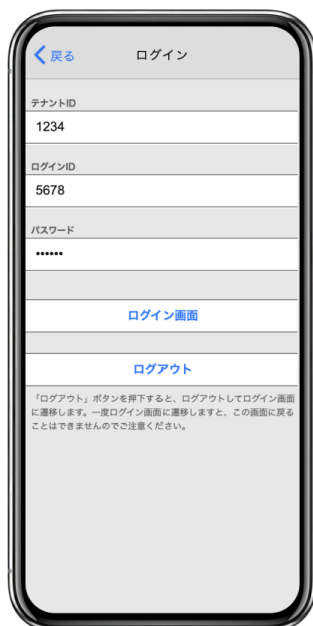 戻る ログイン
テナントID
1234
ログインID
5678
パスワード
••••••
ログイン画面
ログアウト
「ログアウト」ボタンを押下すると、ログアウトしてログイン画面
に遷移します。一度ログイン画面に遷移しますと、この画面に戻る
ことはできませんのでご注意ください。